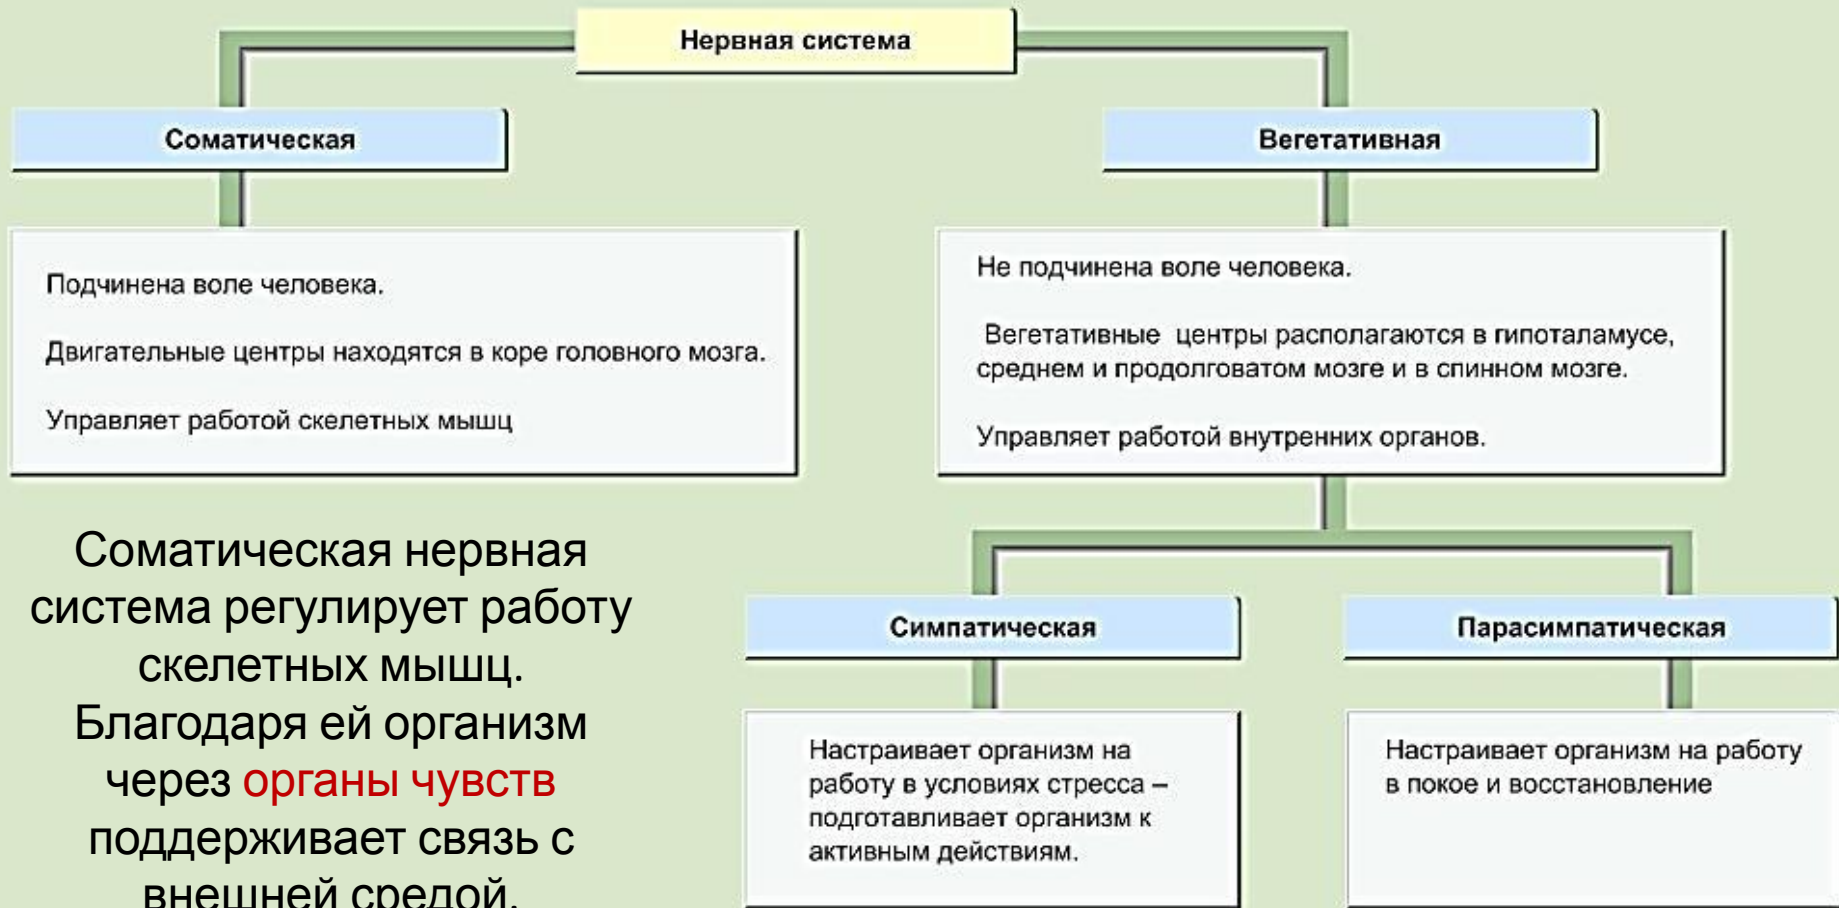 Нервная система
Соматическая
Вегетативная
Подчинена воле человека.
Двигательные центры находятся в коре головного мозга.
Управляет работой скелетных мышц
Не подчинена воле человека.
Вегетативные центры располагаются в гипоталамусе,
среднем и продолговатом мозге и в спинном мозге.
Управляет работой внутренних органов.
Соматическая нервная
система регулирует работу
скелетных мышц.
Благодаря ей организм
через органы чувств
поддерживает связь с
внешней средой.
Симпатическая
Парасимпатическая
Настраивает организм на
работу в условиях стресса –
подготавливает организм к
активным действиям.
Настраивает организм на работу
в покое и восстановление